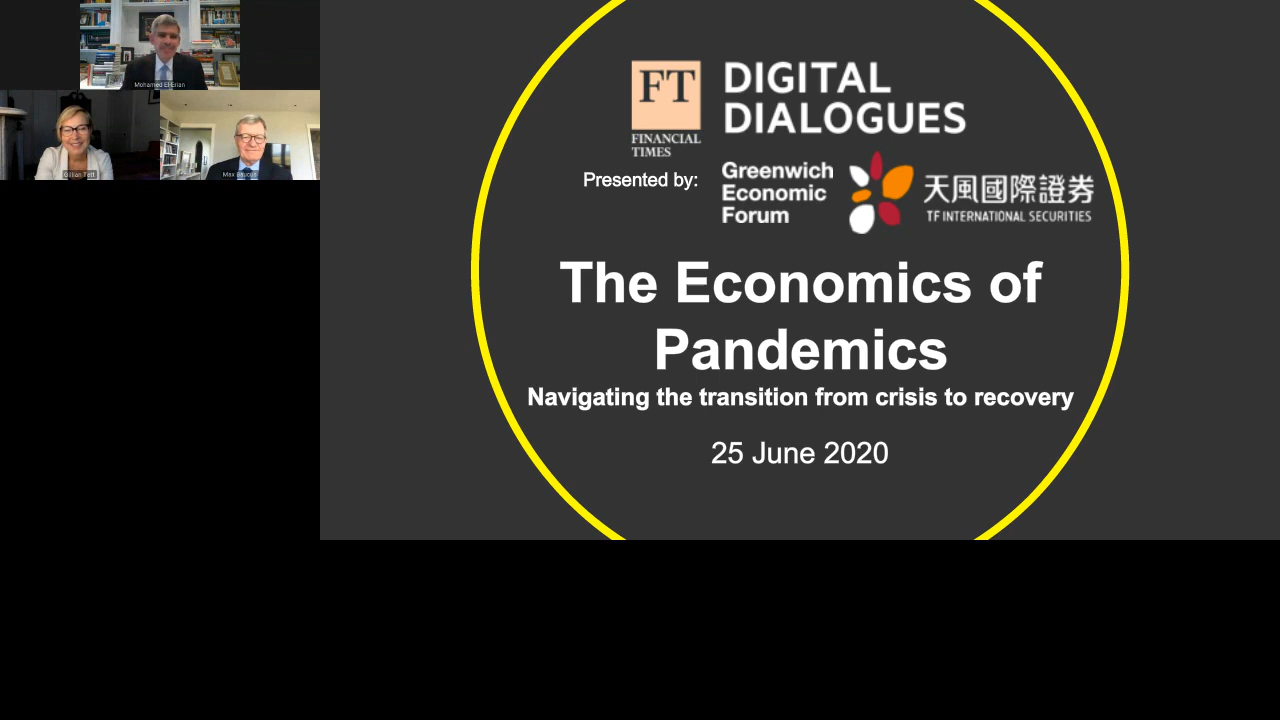 Mohamed El Erian
Gillian Tett
Max Baucus
FT
FINANCIAL
TIMES
DIGITAL
DIALOGUES
Presented by:
Greenwich
Economic
Forum
天風國際證券
TF INTERNATIONAL SECURITIES
The Economics of
Pandemics
Navigating the transition from crisis to recovery
25 June 2020